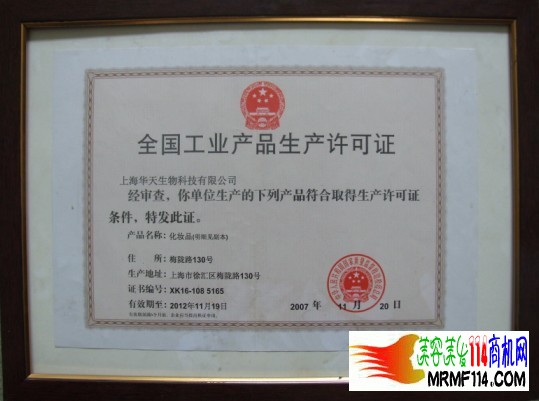 全国工业产品生产许可证
上海华天生物科技有限公司
经审查，你单位生产的下列产品符合取得生产许可证
条件，特发此证。
产品名称：化妆品(明细见副本)
住 所：梅陇路130号
生产地址：上海市徐汇区梅陇路130号
证书编号：XK16-108 5165
有效期至：2012年11月19日
2007 年 11 月 20 日
美容美发114商机网
MRMF114.COM